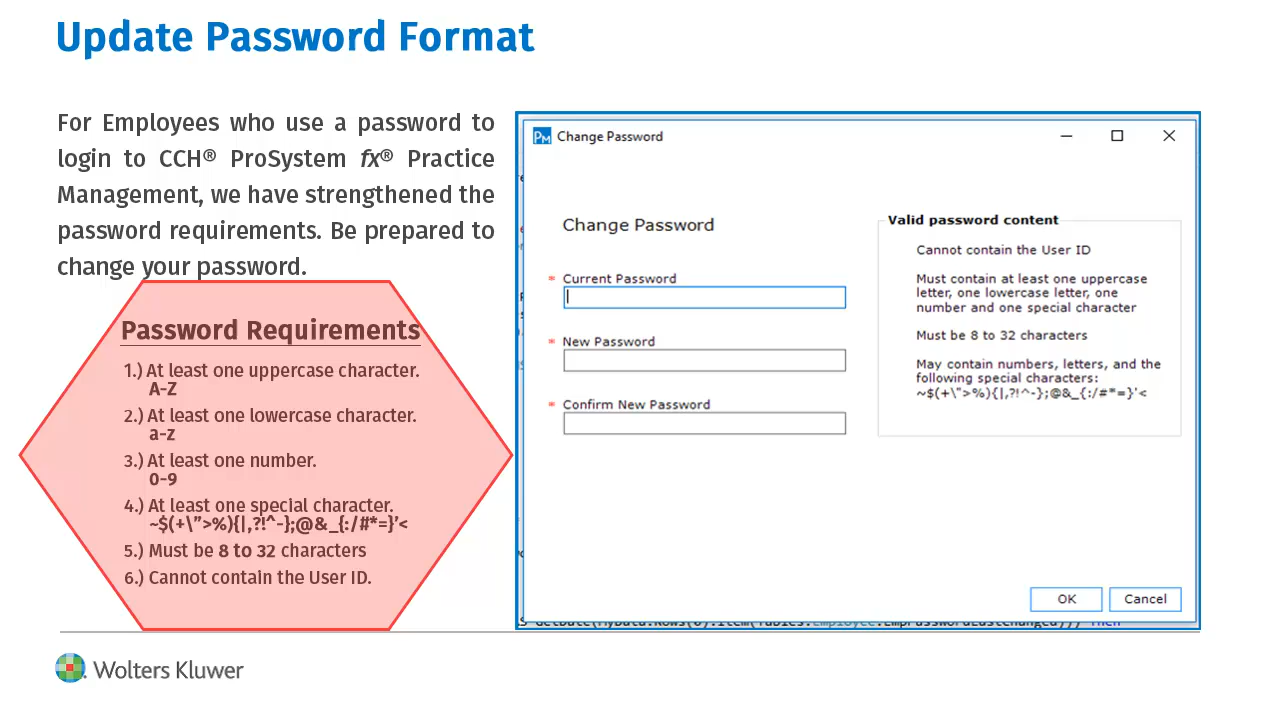 Update Password Format
For Employees who use a password to
login to CCH® ProSystem fx® Practice
Management, we have strengthened the
password requirements. Be prepared to
change your password.
Password Requirements
1.) At least one uppercase character.
A-Z
2.) At least one lowercase character.
a-z
3.) At least one number.
0-9
4.) At least one special character.
~$(+\”>%){|,?!^-};@&_{:/#*=}’<
5.) Must be 8 to 32 characters
6.) Cannot contain the User ID.
PM Change Password
Change Password
* Current Password
* New Password
* Confirm New Password
Valid password content
Cannot contain the User ID
Must contain at least one uppercase
letter, one lowercase letter, one
number and one special character
Must be 8 to 32 characters
May contain numbers, letters, and the
following special characters:
~$(+\">%){|,?!^-};@&_{:/#*=}'<
OK Cancel
Wolters Kluwer